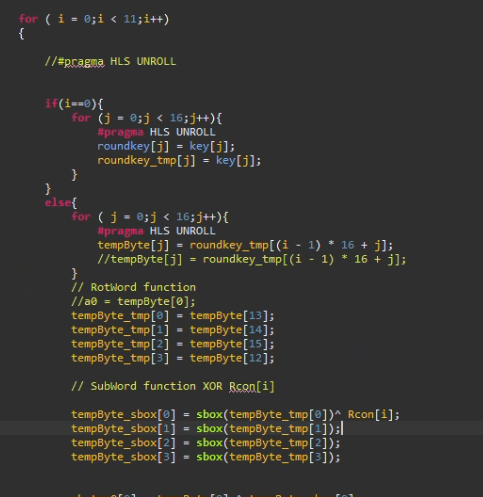 for ( i = 0;i < 11;i++)
{
//#pragma HLS UNROLL
if(i==0){
for (j = 0;j < 16;j++){
#pragma HLS UNROLL
roundkey[j] = key[j];
roundkey_tmp[j] = key[j];
}
}
else{
for ( j = 0;j < 16;j++){
#pragma HLS UNROLL
tempByte[j] = roundkey_tmp[(i - 1) * 16 + j];
//tempByte[j] = roundkey_tmp[(i - 1) * 16 + j];
}
// RotWord function
//a0 = tempByte[0];
tempByte_tmp[0] = tempByte[13];
tempByte_tmp[1] = tempByte[14];
tempByte_tmp[2] = tempByte[15];
tempByte_tmp[3] = tempByte[12];
// SubWord function XOR Rcon[i]
tempByte_sbox[0] = sbox(tempByte_tmp[0])^ Rcon[i];
tempByte_sbox[1] = sbox(tempByte_tmp[1]);
tempByte_sbox[2] = sbox(tempByte_tmp[2]);
tempByte_sbox[3] = sbox(tempByte_tmp[3]);